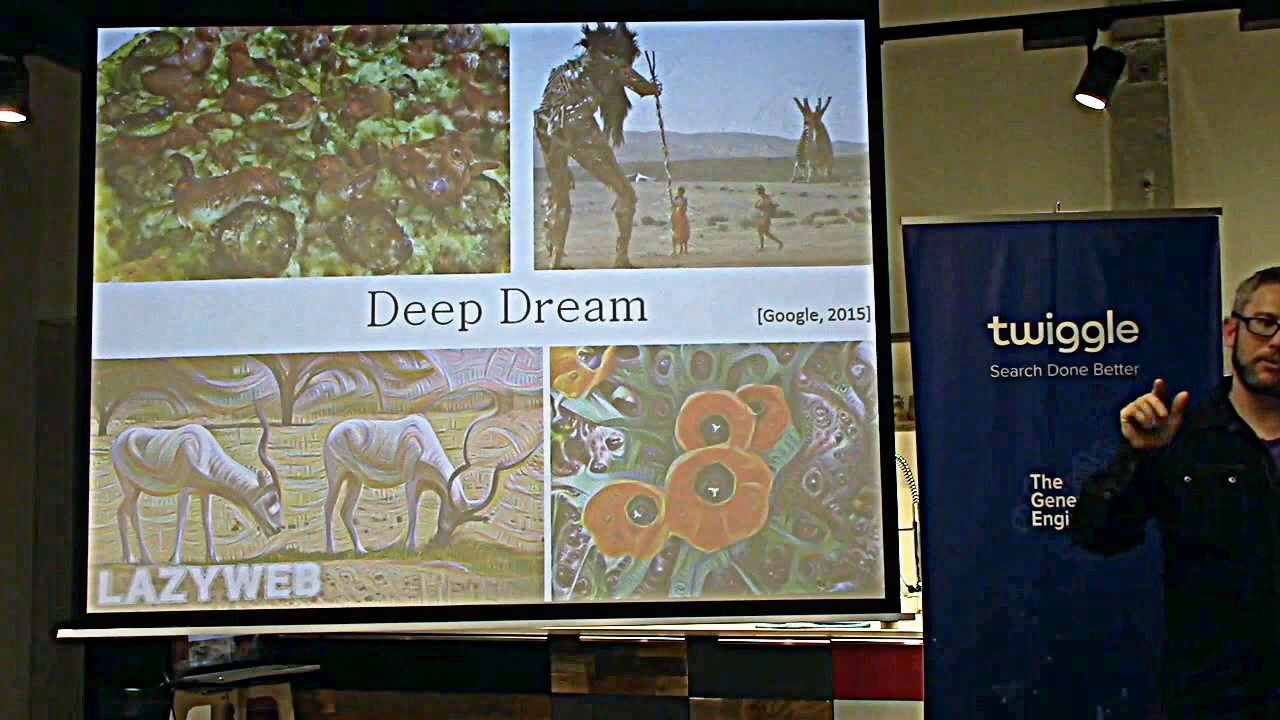 Deep Dream
[Google, 2015]
LAZYWEB
twiggle
Search Done Better
The
Gene
Engi